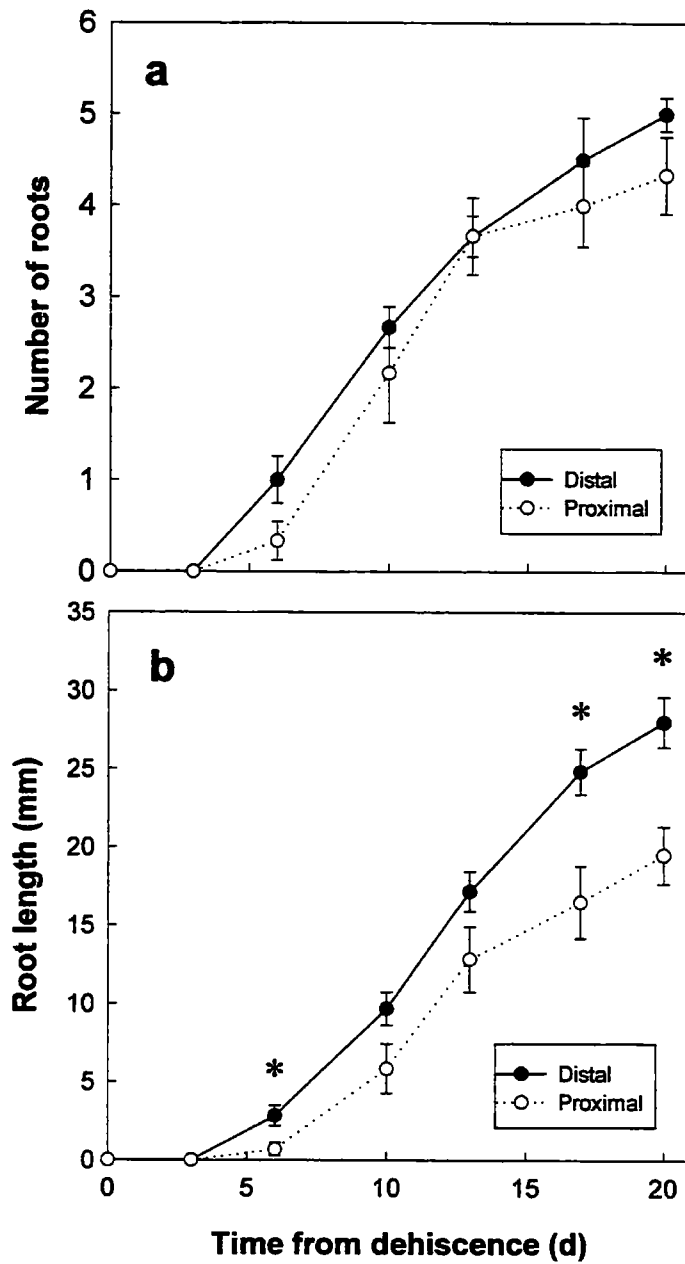 a
Number of roots
6
5
4
3
2
1
0
Distal
Proximal
b
Root length (mm)
35
30
25
20
15
10
5
0
*
*
*
Distal
Proximal
0 5 10 15 20
Time from dehiscence (d)